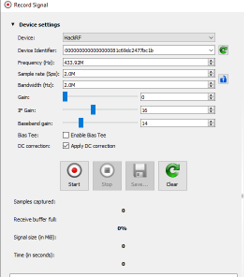 Record Signal
Device settings
Device: HackRF
Device Identifier:
Frequency (Hz): 433.92M
Sample rate (Sps): 2.0M
Bandwidth (Hz): 2.0M
Gain: 0
IF Gain: 16
Baseband gain: 14
Bias Tee: Enable Bias Tee
DC correction: Apply DC correction
Start Stop Save... Clear
Samples captured:
0
Receive buffer full:
0%
Signal size (in MiB):
0
Time (in seconds):
0